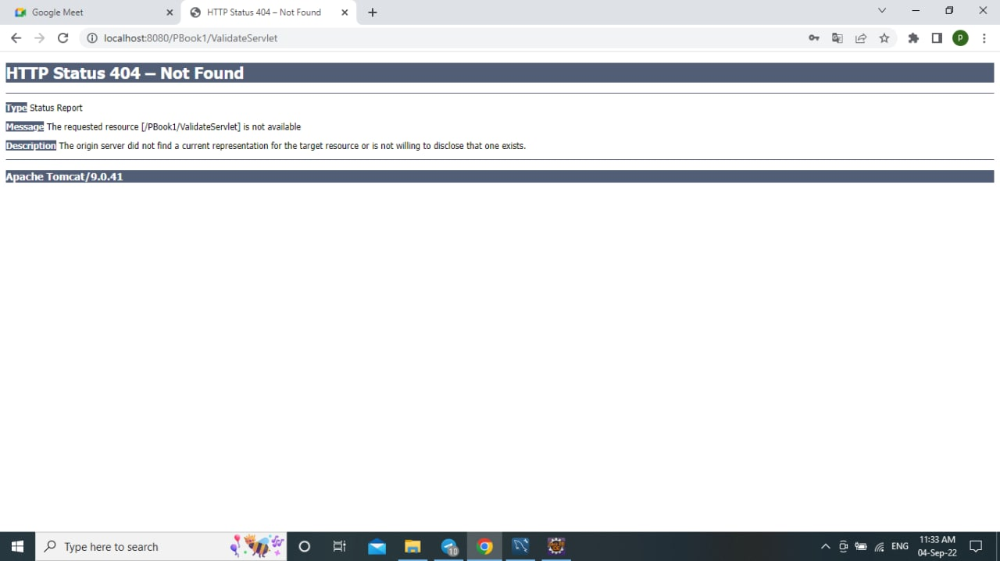 Google Meet
HTTP Status 404 – Not Found
localhost:8080/PBook1/ValidateServlet
P
HTTP Status 404 – Not Found
Type Status Report
Message The requested resource [/PBook1/ValidateServlet] is not available
Description The origin server did not find a current representation for the target resource or is not willing to disclose that one exists.
Apache Tomcat/9.0.41
Type here to search
10
ENG
11:33 AM
04-Sep-22